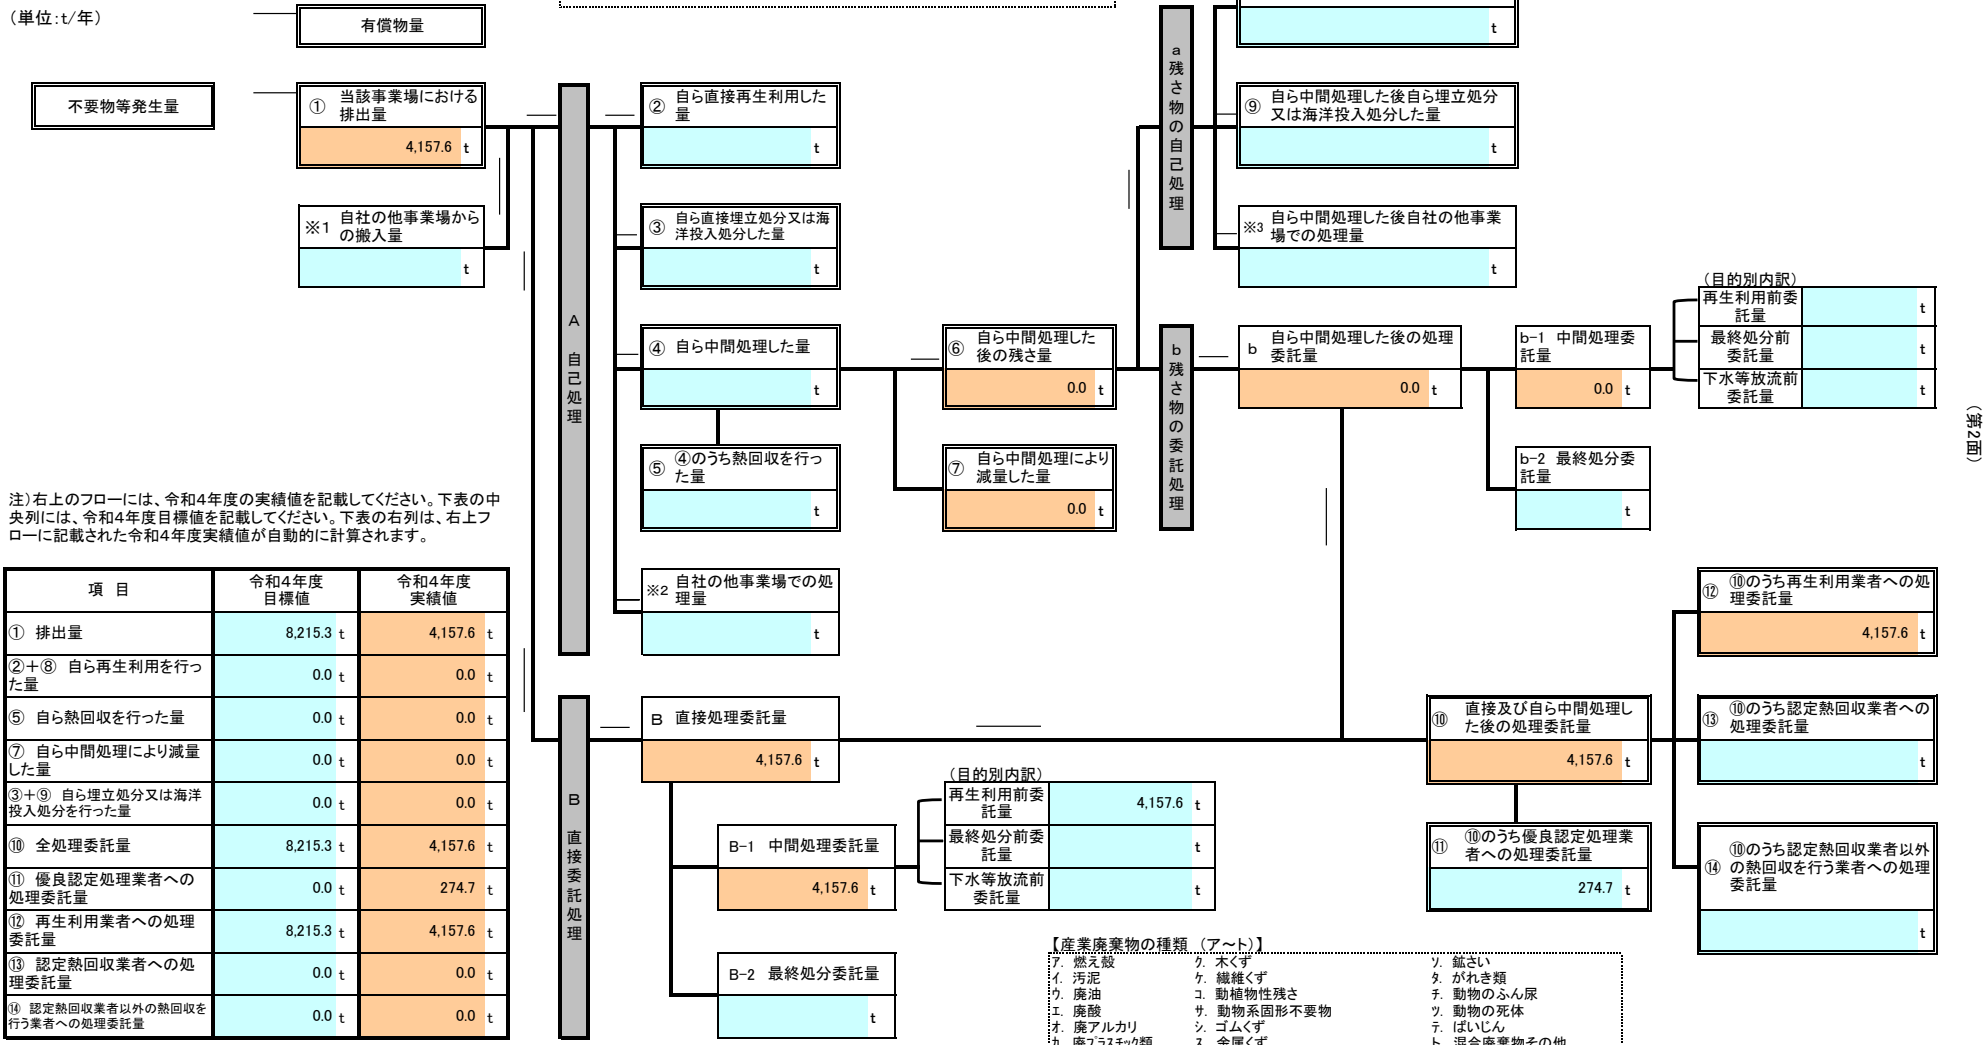 （単位:t/年）
有償物量
t
不要物等発生量
① 当該事業場における
排出量
4,157.6 t
※1 自社の他事業場から
の搬入量
t
A 自己処理
② 自ら直接再生利用した
量
t
③ 自ら直接埋立処分又は海
洋投入処分した量
t
④ 自ら中間処理した量
t
⑤ ④のうち熱回収を行っ
た量
t
※2 自社の他事業場での処
理量
t
⑥ 自ら中間処理した
後の残さ量
0.0 t
⑦ 自ら中間処理により
減量した量
0.0 t
a残さ物の自己処理
⑨ 自ら中間処理した後自ら埋立処分
又は海洋投入処分した量
t
※3 自ら中間処理した後自社の他事業
場での処理量
t
b残さ物の委託処理
b 自ら中間処理した後の処理
委託量
0.0 t
b-1 中間処理委
託量
0.0 t
b-2 最終処分委
託量
t
（目的別内訳）
再生利用前委
託量
t
最終処分前
委託量
t
下水等放流前
委託量
t
（第2面）
注）右上のフローには、令和4年度の実績値を記載してください。下表の中
央列には、令和4年度目標値を記載してください。下表の右列は、右上フ
ローに記載された令和4年度実績値が自動的に計算されます。
項 目 令和4年度
目標値 令和4年度
実績値
① 排出量 8,215.3 t 4,157.6 t
②＋⑧ 自ら再生利用を行っ
た量 0.0 t 0.0 t
⑤ 自ら熱回収を行った量 0.0 t 0.0 t
⑦ 自ら中間処理により減量
した量 0.0 t 0.0 t
③＋⑨ 自ら埋立処分又は海洋
投入処分を行った量 0.0 t 0.0 t
⑩ 全処理委託量 8,215.3 t 4,157.6 t
⑪ 優良認定処理業者への
処理委託量 0.0 t 274.7 t
⑫ 再生利用業者への処理
委託量 8,215.3 t 4,157.6 t
⑬ 認定熱回収業者への処
理委託量 0.0 t 0.0 t
⑭ 認定熱回収業者以外の熱回収を
行う業者への処理委託量 0.0 t 0.0 t
B 直接委託処理
B 直接処理委託量
4,157.6 t
B-1 中間処理委託量
4,157.6 t
B-2 最終処分委託量
t
（目的別内訳）
再生利用前委
託量
4,157.6 t
最終処分前委
託量
t
下水等放流前
委託量
t
⑩ 直接及び自ら中間処理し
た後の処理委託量
4,157.6 t
⑪ ⑩のうち優良認定処理業
者への処理委託量
274.7 t
⑫ ⑩のうち再生利用業者への処
理委託量
4,157.6 t
⑬ ⑩のうち認定熱回収業者への
処理委託量
t
⑭ ⑩のうち認定熱回収業者以外
の熱回収を行う業者への処理
委託量
t
【産業廃棄物の種類 （ア～ト）】
ア. 燃え殻 ク. 木くず ソ. 鉱さい
イ. 汚泥 ケ. 繊維くず タ. がれき類
ウ. 廃油 コ. 動植物性残さ チ. 動物のふん尿
エ. 廃酸 サ. 動物系固形不要物 ツ. 動物の死体
オ. 廃アルカリ シ. ゴムくず テ. ばいじん
カ. 廃プラスチック類 ス. 金属くず ト. 混合廃棄物その他